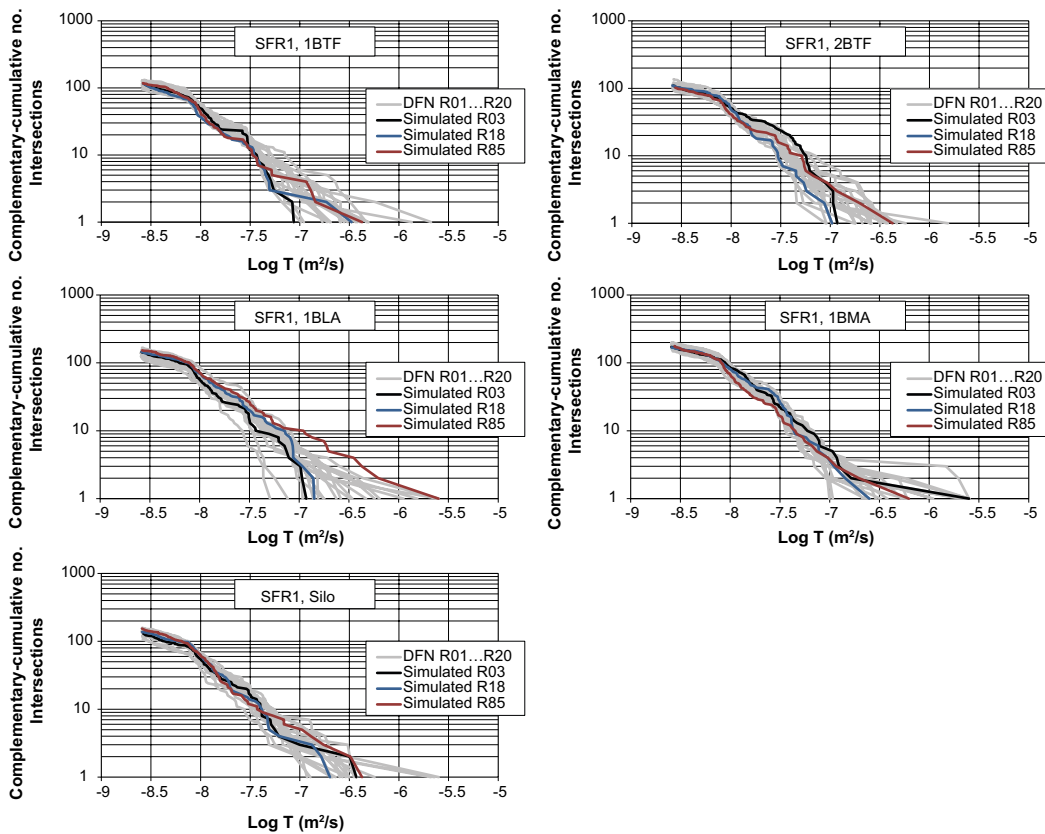 Complementary-cumulative no.
Intersections
1000
100
10
1
SFR1, 1BTF
DFN R01...R20
Simulated R03
Simulated R18
Simulated R85
-9 -8.5 -8 -7.5 -7 -6.5 -6 -5.5 -5
Log T (m²/s)
Complementary-cumulative no.
Intersections
1000
100
10
1
SFR1, 2BTF
DFN R01...R20
Simulated R03
Simulated R18
Simulated R85
-9 -8.5 -8 -7.5 -7 -6.5 -6 -5.5 -5
Log T (m²/s)
Complementary-cumulative no.
Intersections
1000
100
10
1
SFR1, 1BLA
DFN R01...R20
Simulated R03
Simulated R18
Simulated R85
-9 -8.5 -8 -7.5 -7 -6.5 -6 -5.5 -5
Log T (m²/s)
Complementary-cumulative no.
Intersections
1000
100
10
1
SFR1, 1BMA
DFN R01...R20
Simulated R03
Simulated R18
Simulated R85
-9 -8.5 -8 -7.5 -7 -6.5 -6 -5.5 -5
Log T (m²/s)
Complementary-cumulative no.
Intersections
1000
100
10
1
SFR1, Silo
DFN R01...R20
Simulated R03
Simulated R18
Simulated R85
-9 -8.5 -8 -7.5 -7 -6.5 -6 -5.5 -5
Log T (m²/s)